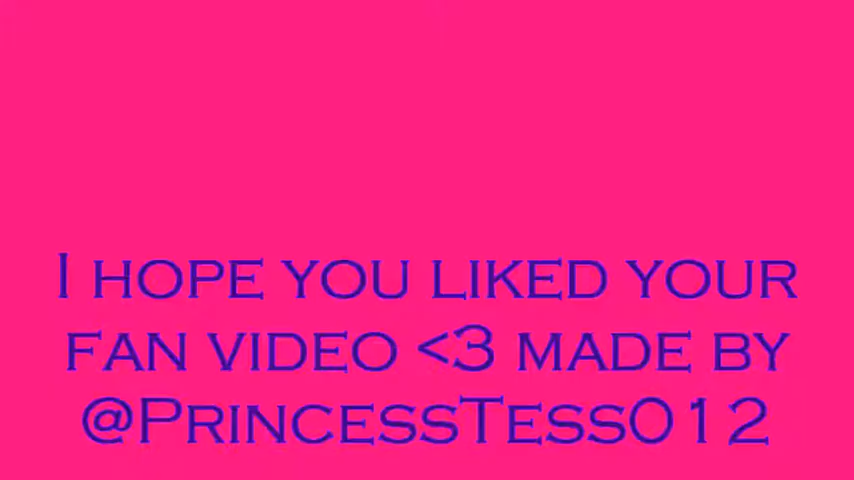 I HOPE YOU LIKED YOUR
FAN VIDEO <3 MADE BY
@PRINCESSTESS012